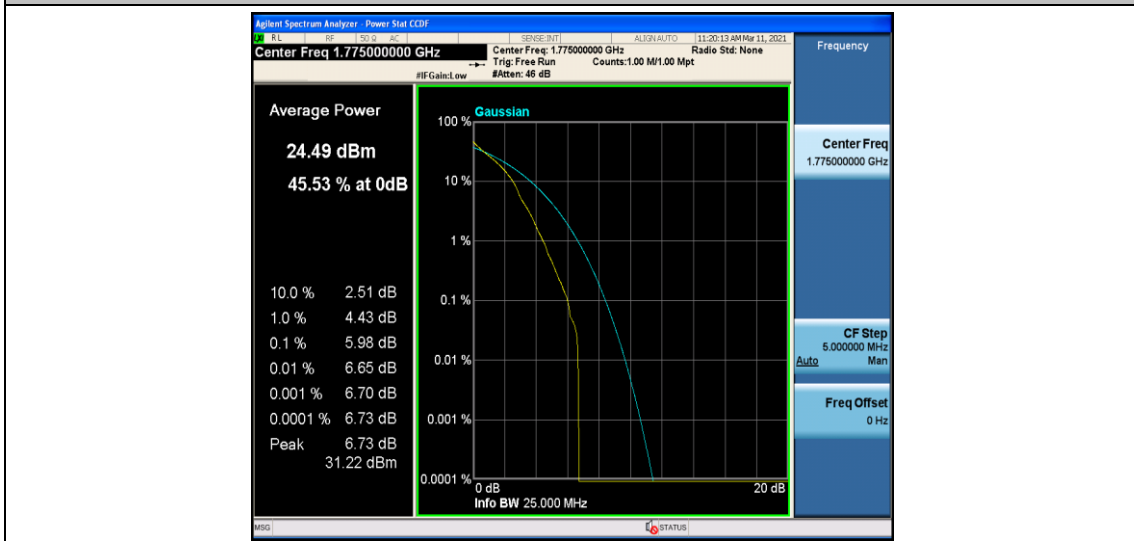 Agilent Spectrum Analyzer - Power Stat CCDF
RL RF 50 Ω AC SENSE:INT ALIGN AUTO 11:20:13 AM Mar 11, 2021
Center Freq 1.775000000 GHz
Center Freq: 1.775000000 GHz Radio Std: None
Trig: Free Run Counts:1.00 M/1.00 Mpt
#IFGain:Low #Atten: 46 dB
Frequency
Average Power
24.49 dBm
45.53 % at 0dB
10.0 % 2.51 dB
1.0 % 4.43 dB
0.1 % 5.98 dB
0.01 % 6.65 dB
0.001 % 6.70 dB
0.0001 % 6.73 dB
Peak 6.73 dB
31.22 dBm
Gaussian
100 %
10 %
1 %
0.1 %
0.01 %
0.001 %
0.0001 %
0 dB 20 dB
Info BW 25.000 MHz
Center Freq
1.775000000 GHz
CF Step
5.000000 MHz
Auto Man
Freq Offset
0 Hz
MSG STATUS